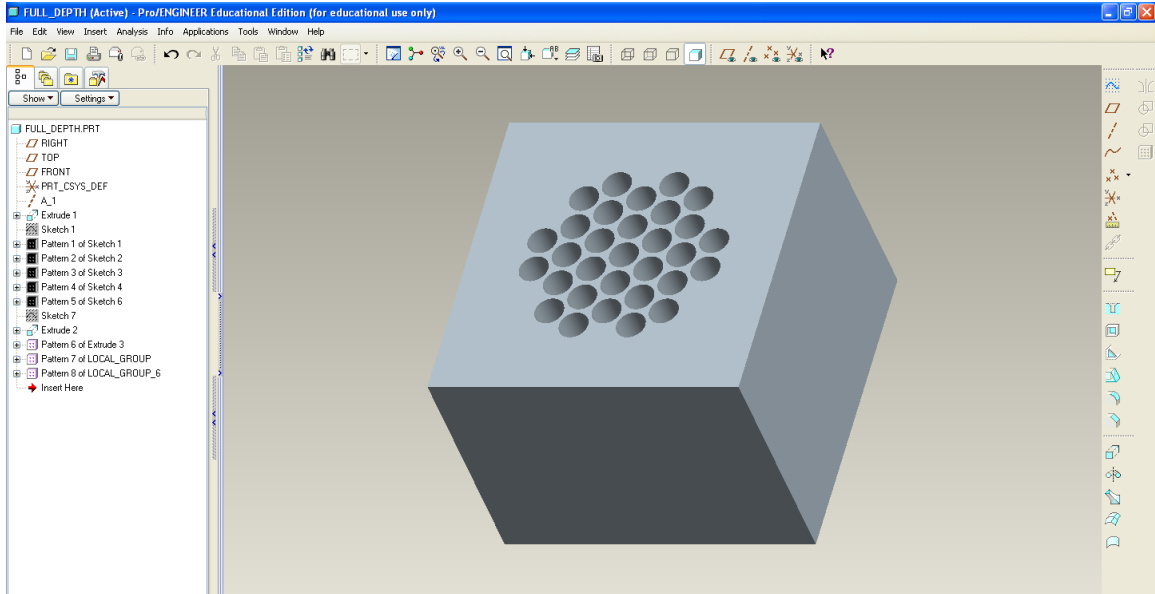 FULL_DEPTH (Active) - Pro/ENGINEER Educational Edition (for educational use only)
File Edit View Insert Analysis Info Applications Tools Window Help
Show Settings
FULL_DEPTH.PRT
RIGHT
TOP
FRONT
PRT_CSYS_DEF
A_1
Extrude 1
Sketch 1
Pattern 1 of Sketch 1
Pattern 2 of Sketch 2
Pattern 3 of Sketch 3
Pattern 4 of Sketch 4
Pattern 5 of Sketch 6
Sketch 7
Extrude 2
Pattern 6 of Extrude 3
Pattern 7 of LOCAL_GROUP
Pattern 8 of LOCAL_GROUP_6
Insert Here